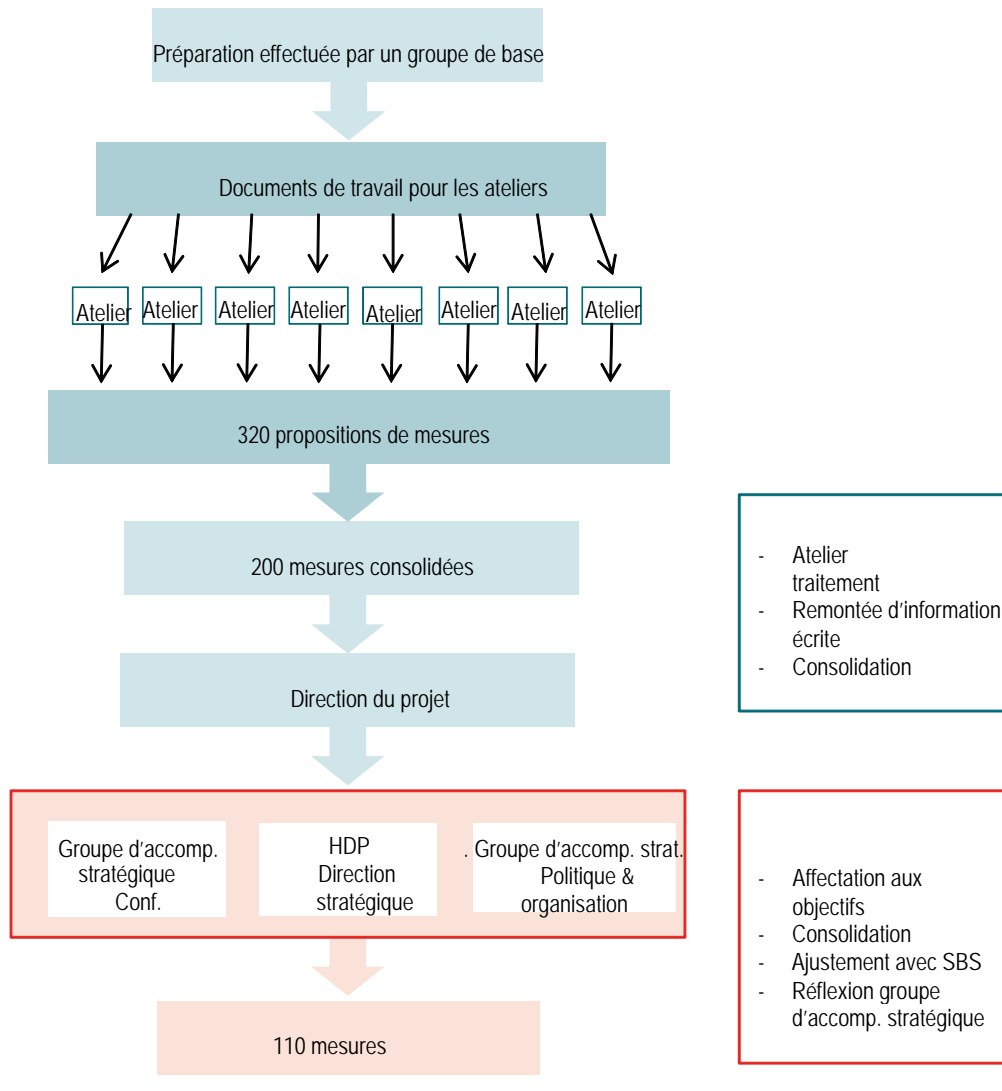 Préparation effectuée par un groupe de base
Documents de travail pour les ateliers
Atelier
Atelier
Atelier
Atelier
Atelier
Atelier
Atelier
Atelier
320 propositions de mesures
200 mesures consolidées
Direction du projet
Groupe d'accomp.
stratégique
Conf.
HDP
Direction
stratégique
. Groupe d'accomp. strat.
Politique &
organisation
110 mesures
- Atelier
traitement
- Remontée d'information
écrite
- Consolidation
- Affectation aux
objectifs
- Consolidation
- Ajustement avec SBS
- Réflexion groupe
d'accomp. stratégique